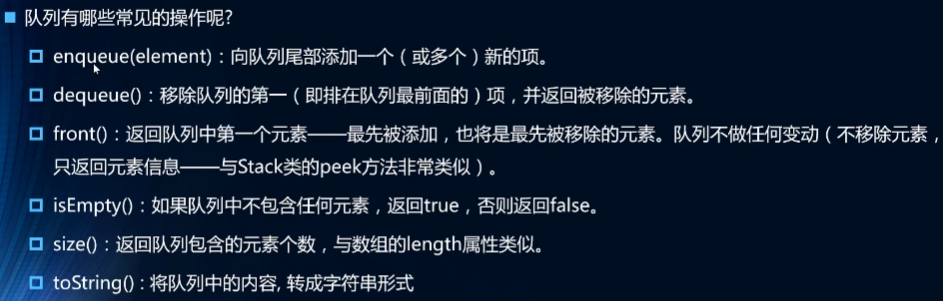 队列有哪些常见的操作呢?
enqueue(element)：向队列尾部添加一个（或多个）新的项。
dequeue()：移除队列的第一（即排在队列最前面的）项，并返回被移除的元素。
front()：返回队列中第一个元素——最先被添加，也将是最先被移除的元素。队列不做任何变动（不移除元素，
只返回元素信息——与Stack类的peek方法非常类似）。
isEmpty()：如果队列中不包含任何元素，返回true，否则返回false。
size()：返回队列包含的元素个数，与数组的length属性类似。
toString()：将队列中的内容, 转成字符串形式